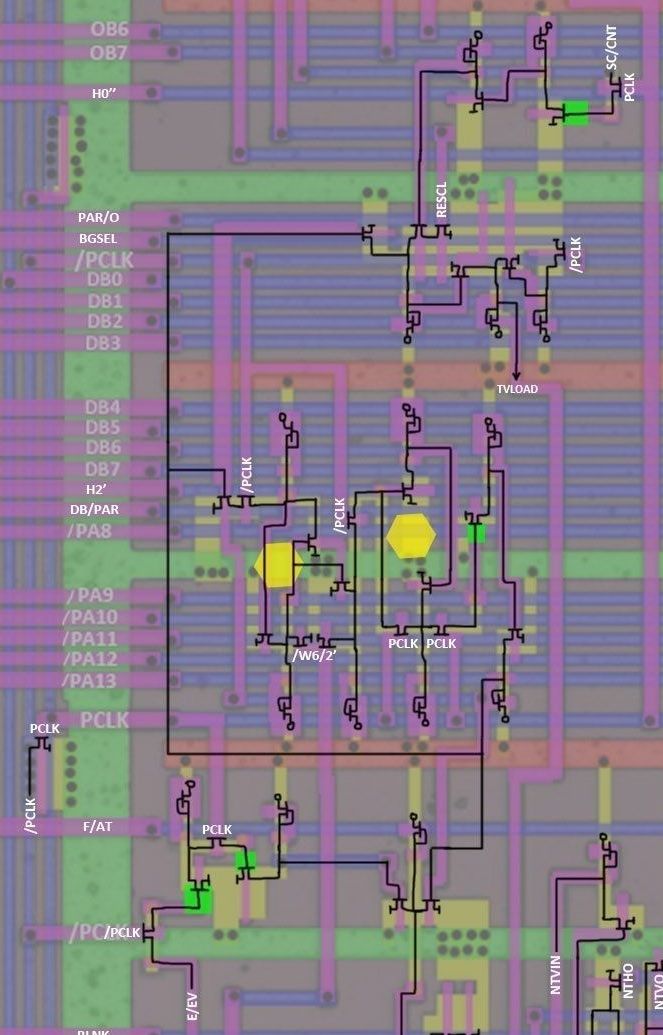 OB6
OB7
H0''
SC/CNT
PCLK
RESCL
PAR/O
BGSEL
/PCLK
DB0
DB1
DB2
DB3
/PCLK
TVLOAD
DB4
DB5
DB6
DB7
H2'
DB/PAR
/PA8
/PCLK
/PCLK
/PA9
/PA10
/PA11
/PA12
/PA13
/W6/2'
PCLK
PCLK
PCLK
PCLK
/PCLK
F/AT
PCLK
/PCLK
/PCLK
E/EV
NTVIN
NTHO
NTVO
BLNK